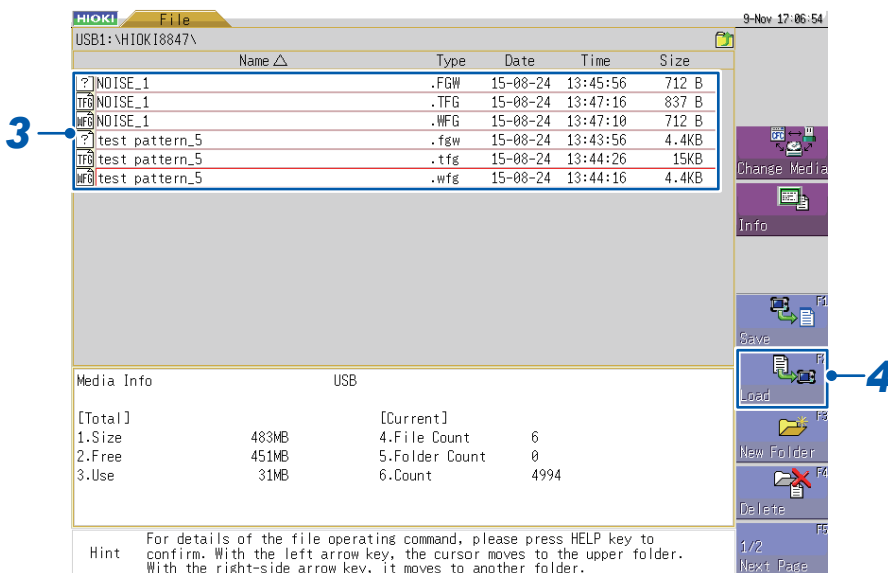 HIOKI File 9-Nov 17:06:54
USB1:\HIOKI8847\
Name △ Type Date Time Size
? NOISE_1 .FGW 15-08-24 13:45:56 712 B
TFG NOISE_1 .TFG 15-08-24 13:47:16 837 B
WFG NOISE_1 .WFG 15-08-24 13:47:10 712 B
3
? test pattern_5 .fgw 15-08-24 13:43:56 4.4KB
TFG test pattern_5 .tfg 15-08-24 13:44:26 15KB
WFG test pattern_5 .wfg 15-08-24 13:44:16 4.4KB
CFC
Change Media
Info
F1
Save
Load
4
Media Info USB
[Total] [Current]
1.Size 483MB 4.File Count 6
2.Free 451MB 5.Folder Count 0
3.Use 31MB 6.Count 4994
F3
New Folder
F4
Delete
F5
1/2
Next Page
Hint
For details of the file operating command, please press HELP key to
confirm. With the left arrow key, the cursor moves to the upper folder.
With the right-side arrow key, it moves to another folder.